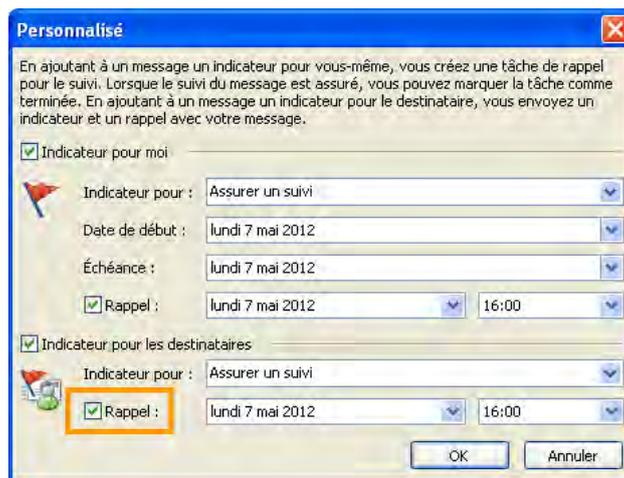 Personnalisé
En ajoutant à un message un indicateur pour vous-même, vous créez une tâche de rappel
pour le suivi. Lorsque le suivi du message est assuré, vous pouvez marquer la tâche comme
terminée. En ajoutant à un message un indicateur pour le destinataire, vous envoyez un
indicateur et un rappel avec votre message.
Indicateur pour moi
Indicateur pour : Assurer un suivi
Date de début : lundi 7 mai 2012
Échéance : lundi 7 mai 2012
Rappel : lundi 7 mai 2012 16:00
Indicateur pour les destinataires
Indicateur pour : Assurer un suivi
Rappel : lundi 7 mai 2012 16:00
OK Annuler